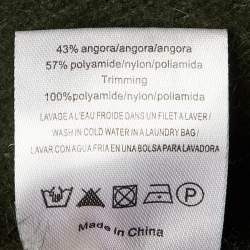 43% angora/angora/angora
57% polyamide/nylon/poliamida
Trimming
100%polyamide/nylon/poliamida
LAVAGE A L'EAU FROIDE DANS UN FILET A LAVER/
WASH IN COLD WATER IN A LAUNDRY BAG/
LAVAR CON AGUA FRIA EN UNA BOLSA PARA LAVADORA
Made in China